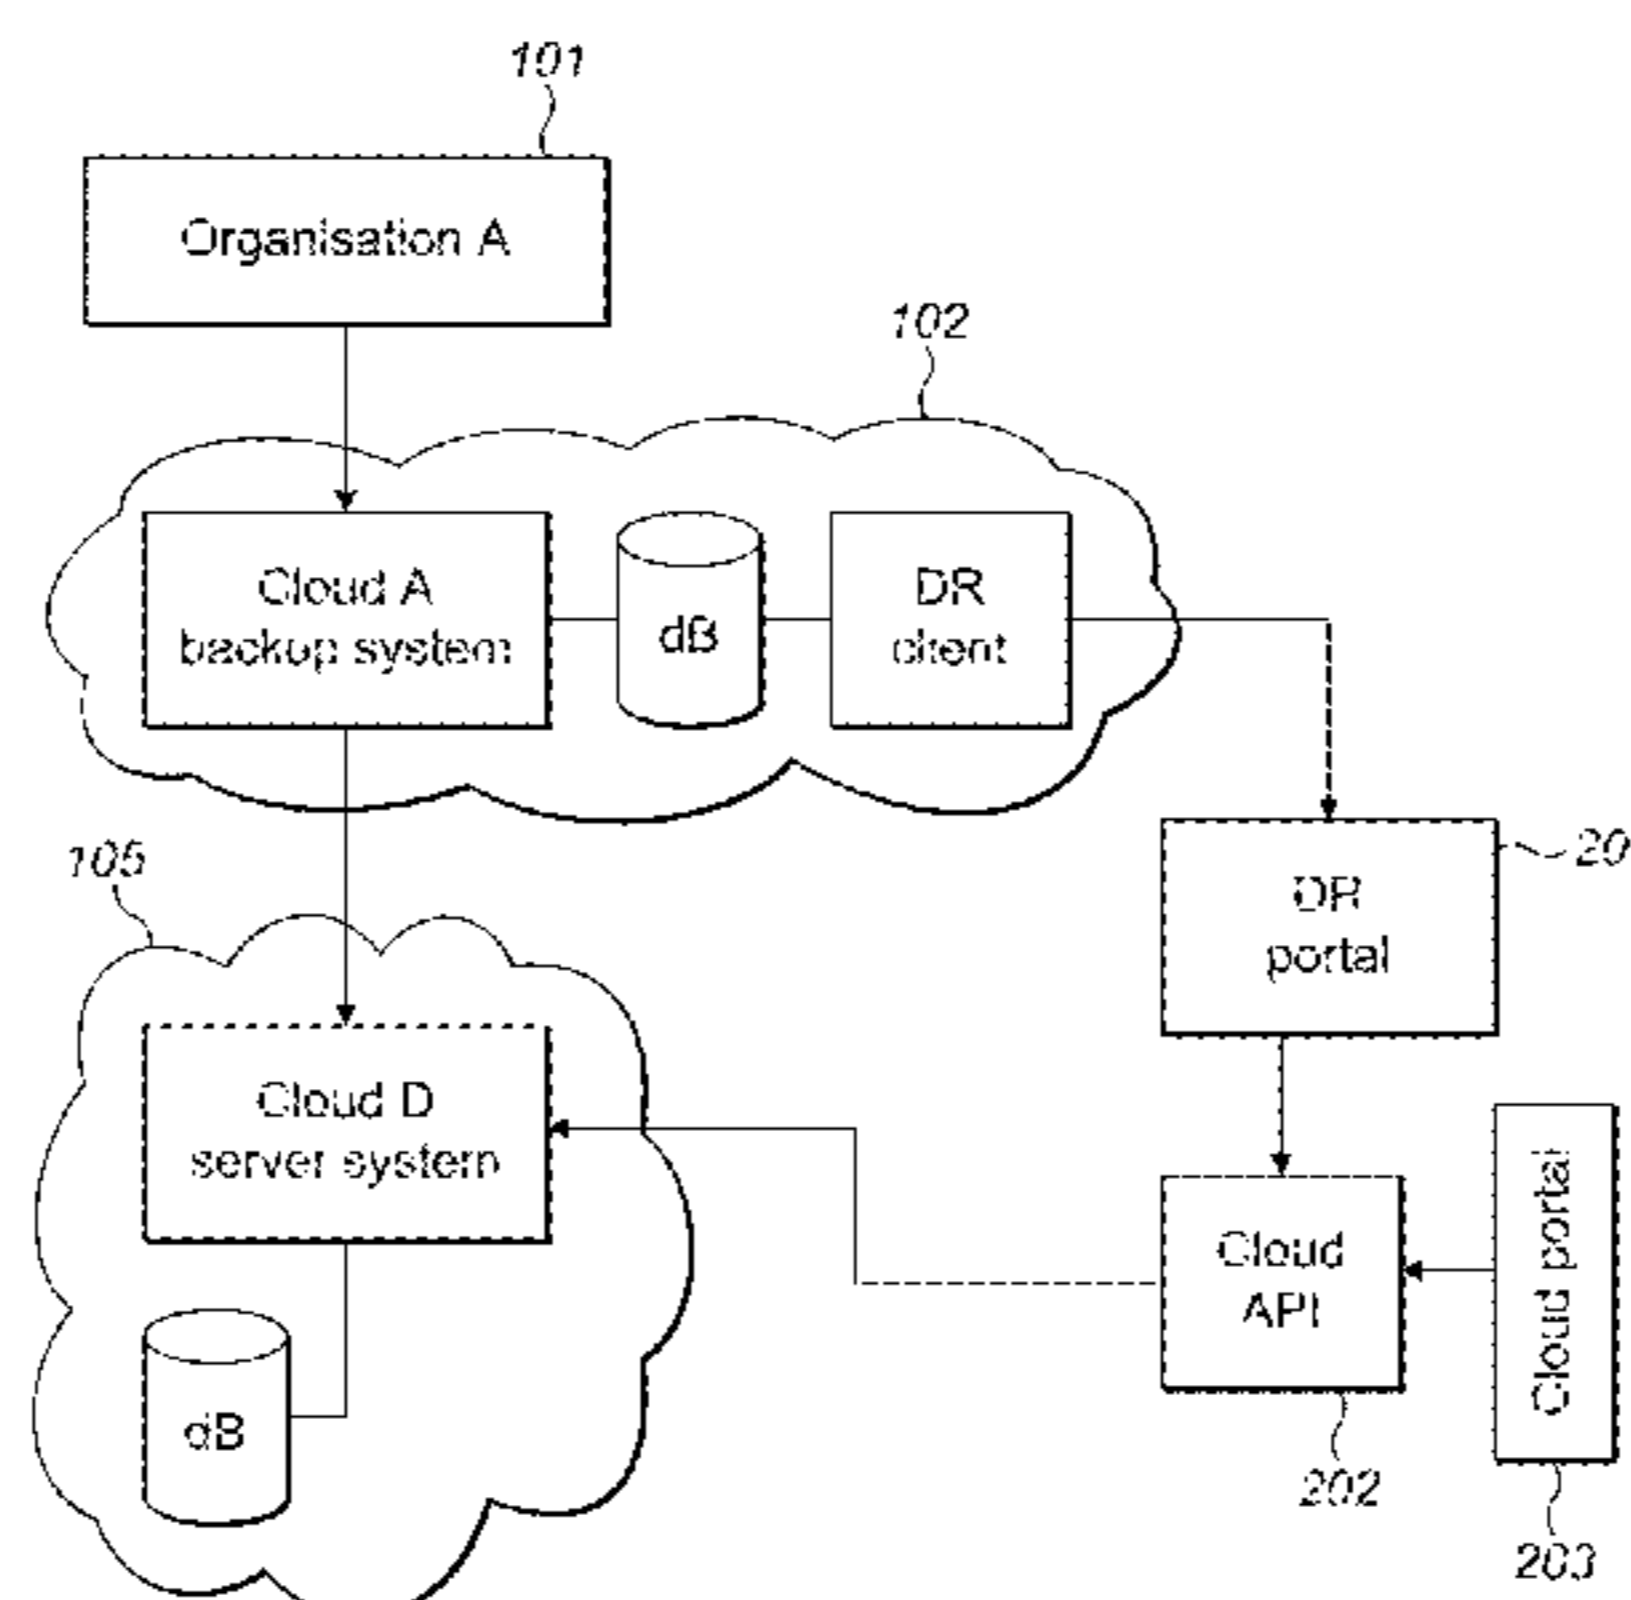 101
Organisation A
102
Cloud A
backup system
dB
DR
client
105
20
DR
portal
Cloud D
server system
Cloud
API
Cloud portal
dB
202
203